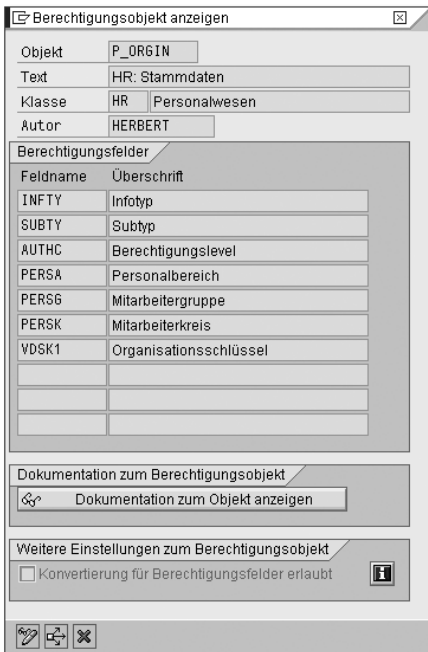 Berechtigungsobjekt anzeigen
Objekt P_ORGIN
Text HR: Stammdaten
Klasse HR Personalwesen
Autor HERBERT
Berechtigungsfelder
Feldname Überschrift
INFTY Infotyp
SUBTY Subtyp
AUTHC Berechtigungslevel
PERSA Personalbereich
PERSG Mitarbeitergruppe
PERSK Mitarbeiterkreis
VDSK1 Organisationsschlüssel
Dokumentation zum Berechtigungsobjekt
Dokumentation zum Objekt anzeigen
Weitere Einstellungen zum Berechtigungsobjekt
Konvertierung für Berechtigungsfelder erlaubt